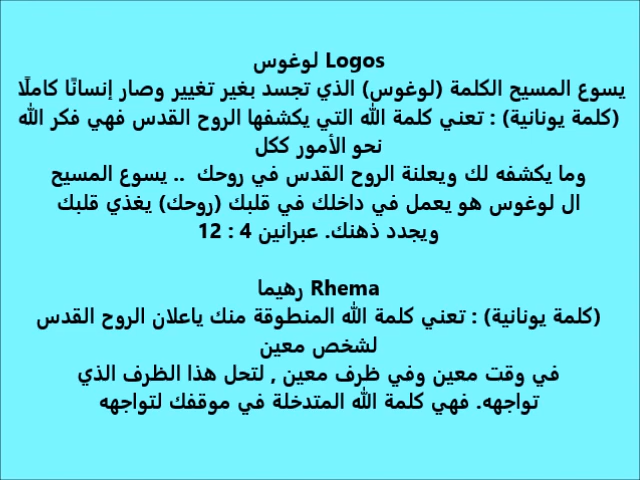 Logos لوغوس
يسوع المسيح الكلمة (لوغوس) الذي تجسد بغير تغيير وصار إنسانًا كاملًا
(كلمة يونانية) : تعني كلمة الله التي يكشفها الروح القدس فهي فكر الله
نحو الأمور ككل
وما يكشفه لك ويعلنة الروح القدس في روحك .. يسوع المسيح
ال لوغوس هو يعمل في داخلك في قلبك (روحك) يغذي قلبك
ويجدد ذهنك. عبرانين 4 : 12
Rhema رهيما
(كلمة يونانية) : تعني كلمة الله المنطوقة منك ياعلان الروح القدس
لشخص معين
في وقت معين وفي ظرف معين , لتحل هذا الظرف الذي
تواجهه. فهي كلمة الله المتدخلة في موقفك لتواجهه